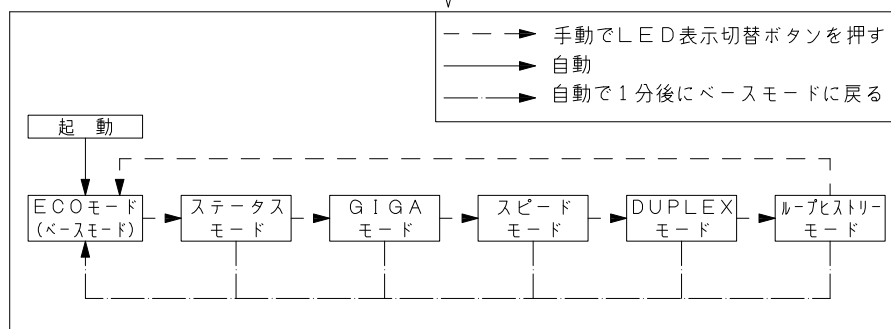 手動でLED表示切替ボタンを押す
自動
自動で1分後にベースモードに戻る
起 動
ECOモード
(ベースモード)
ステータス
モード
GIGA
モード
スピード
モード
DUPLEX
モード
ループヒストリー
モード